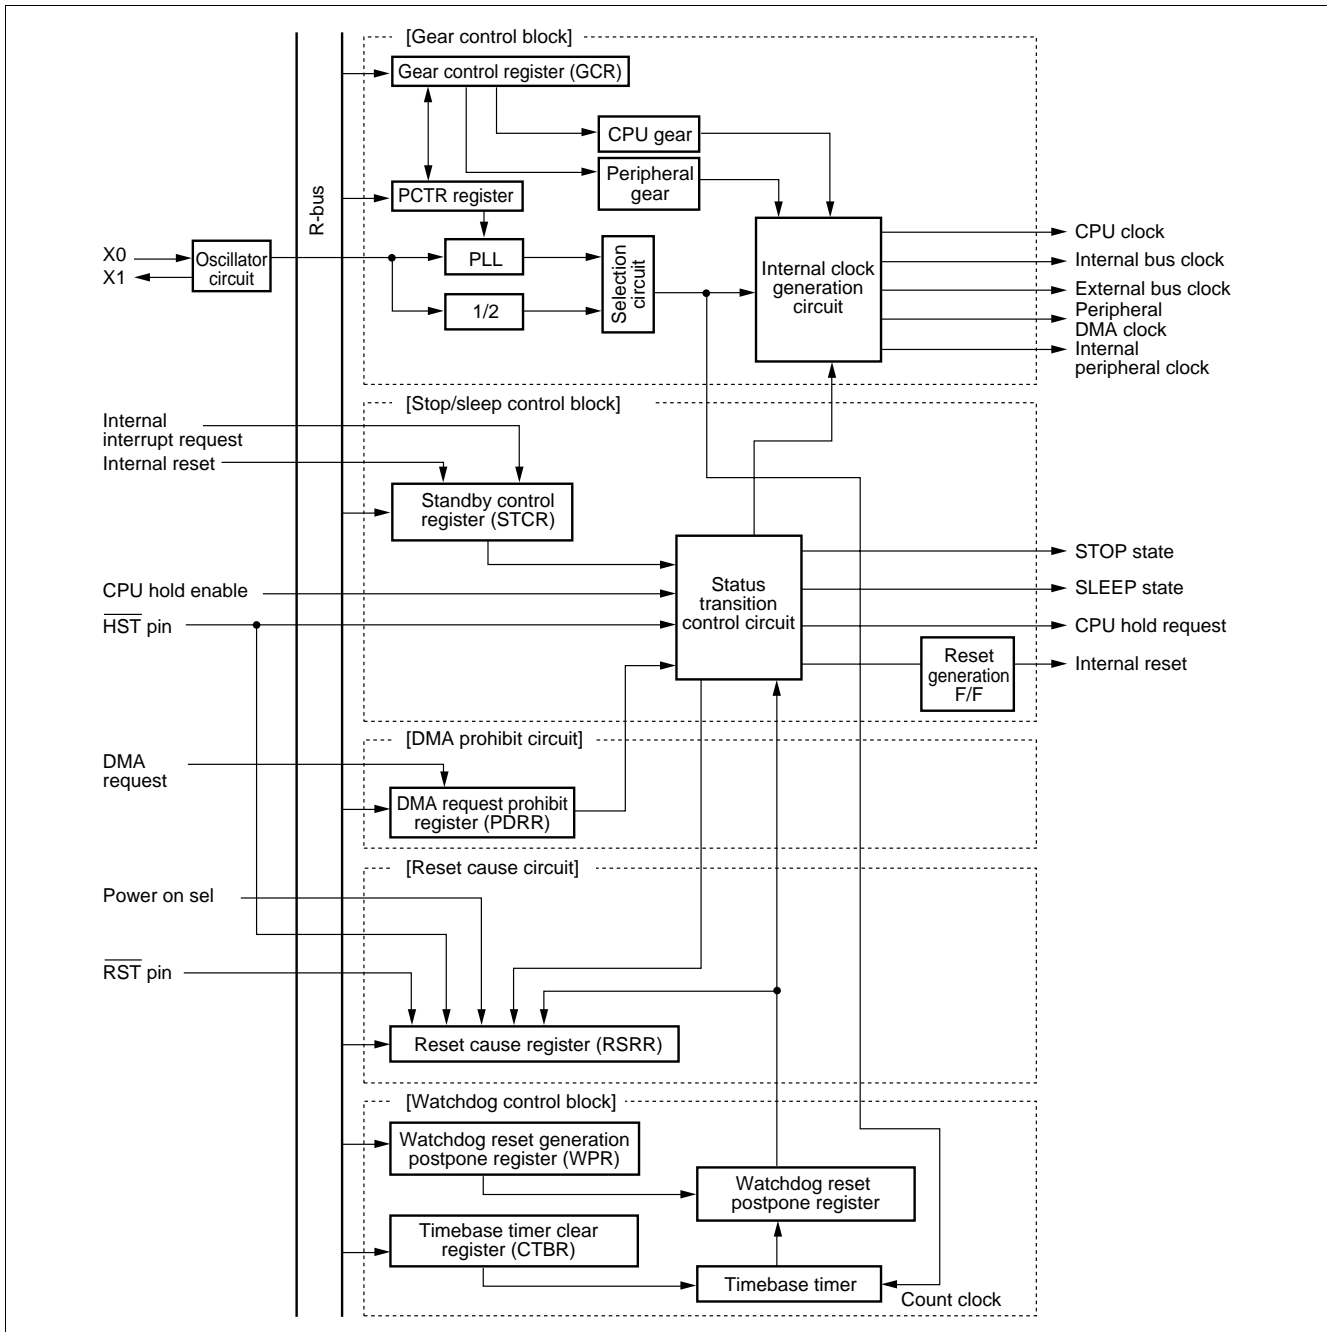 [Gear control block]
Gear control register (GCR)
CPU gear
Peripheral
gear
PCTR register
R-bus
X0
X1
Oscillator
circuit
PLL
1/2
Selection
circuit
Internal clock
generation
circuit
CPU clock
Internal bus clock
External bus clock
Peripheral
DMA clock
Internal
peripheral clock
[Stop/sleep control block]
Internal
interrupt request
Internal reset
Standby control
register (STCR)
CPU hold enable
HST pin
Status
transition
control circuit
STOP state
SLEEP state
CPU hold request
Reset
generation
F/F
Internal reset
[DMA prohibit circuit]
DMA
request
DMA request prohibit
register (PDRR)
[Reset cause circuit]
Power on sel
RST pin
Reset cause register (RSRR)
[Watchdog control block]
Watchdog reset generation
postpone register (WPR)
Watchdog reset
postpone register
Timebase timer clear
register (CTBR)
Timebase timer
Count clock